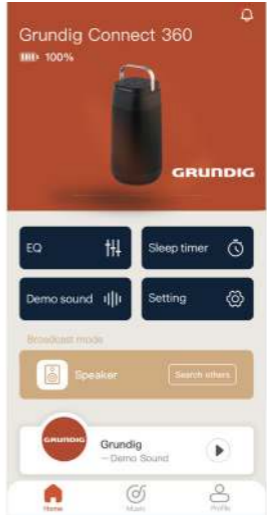 Grundig Connect 360
100%
GRUNDIG
EQ
Sleep timer
Demo sound
Setting
Broadcast mode
Speaker
Search others
GRUNDIG
Grundig
– Demo Sound
Home
Music
Profile